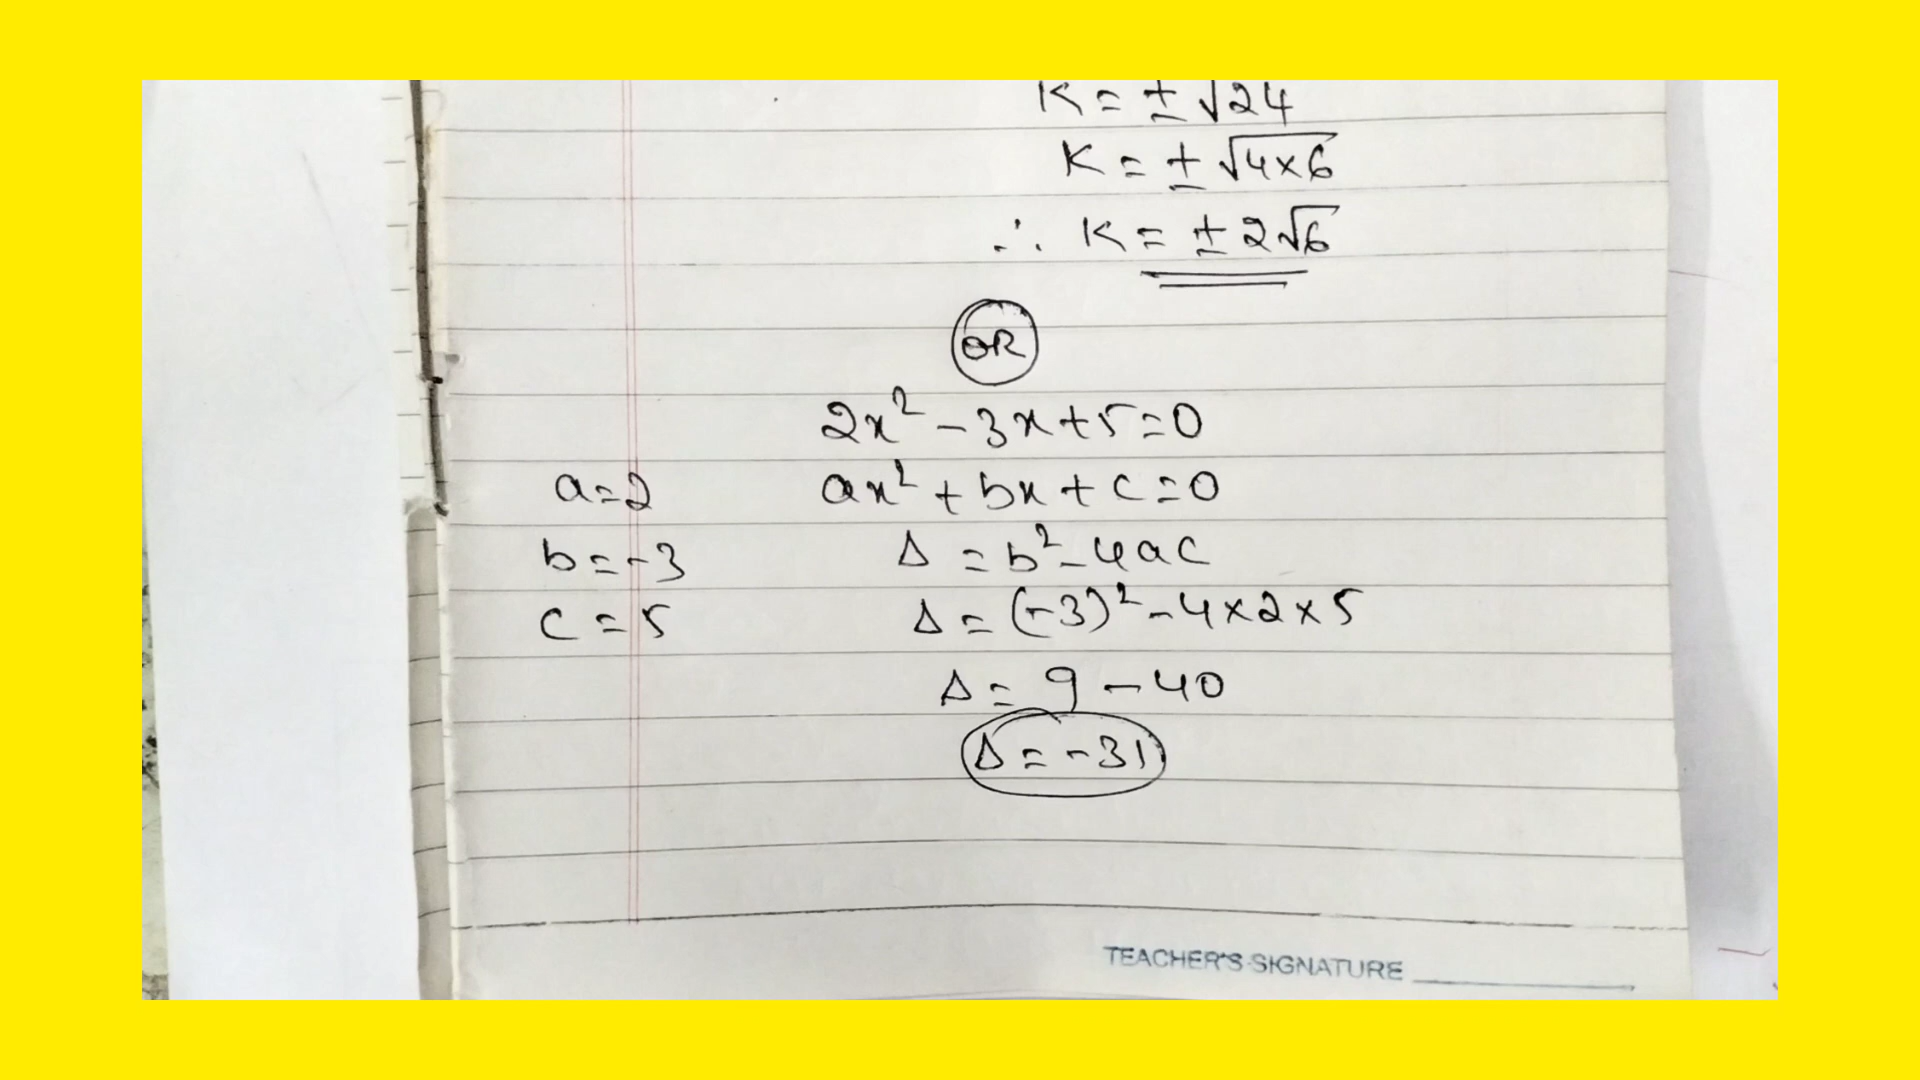 K = ± √24
K = ± √4×6
∴ K = ± 2√6
OR
2x² - 3x + 5 = 0
a = 2 ax² + bx + c = 0
b = -3 Δ = b² - 4ac
c = 5 Δ = (-3)² - 4×2×5
Δ = 9 - 40
Δ = -31
TEACHER'S SIGNATURE